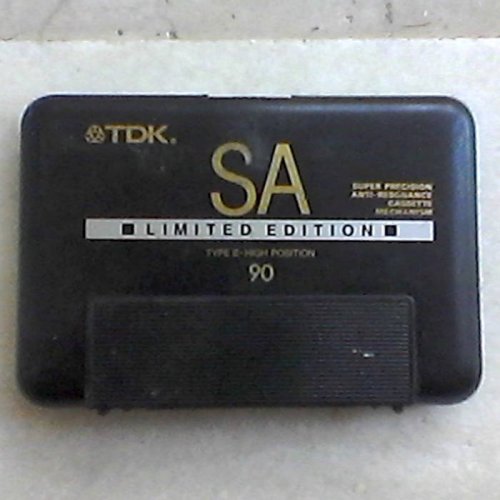 TDK.
SA
SUPER PRECISION
ANTI-RESONANCE
CASSETTE
MECHANISM
LIMITED EDITION
TYPE II-HIGH POSITION
90